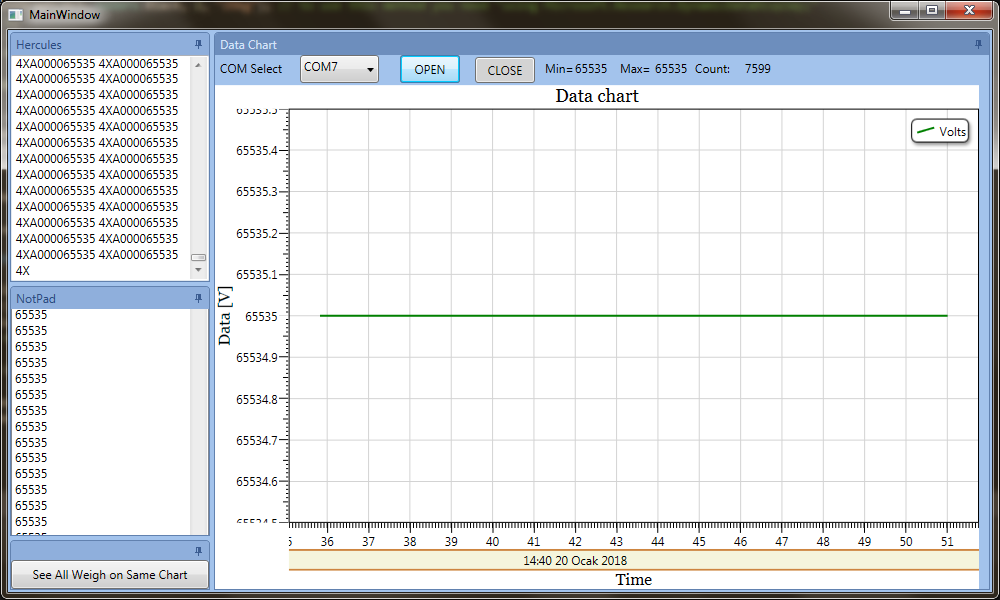 MainWindow
Hercules
4XA000065535 4XA000065535
4XA000065535 4XA000065535
4XA000065535 4XA000065535
4XA000065535 4XA000065535
4XA000065535 4XA000065535
4XA000065535 4XA000065535
4XA000065535 4XA000065535
4XA000065535 4XA000065535
4XA000065535 4XA000065535
4XA000065535 4XA000065535
4XA000065535 4XA000065535
4XA000065535 4XA000065535
4XA000065535 4XA000065535
4X
NotPad
65535
65535
65535
65535
65535
65535
65535
65535
65535
65535
65535
65535
65535
65535
See All Weigh on Same Chart
Data Chart
COM Select COM7 OPEN CLOSE Min= 65535 Max= 65535 Count: 7599
Data chart
Volts
Data [V]
65535.5
65535.4
65535.3
65535.2
65535.1
65535
65534.9
65534.8
65534.7
65534.6
65534.5
36 37 38 39 40 41 42 43 44 45 46 47 48 49 50 51
14:40 20 Ocak 2018
Time